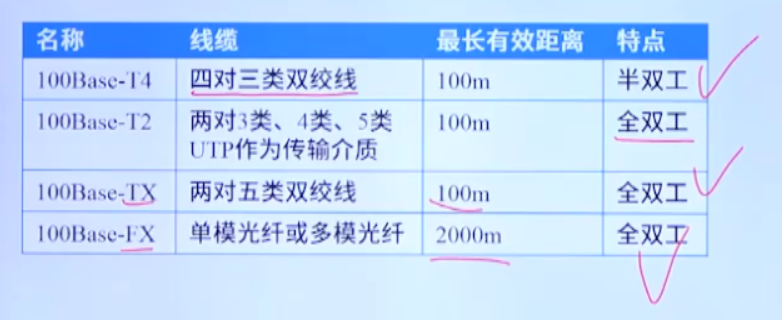 名称 线缆 最长有效距离 特点
100Base-T4 四对三类双绞线 100m 半双工
100Base-T2 两对3类、4类、5类 100m 全双工
UTP作为传输介质
100Base-TX 两对五类双绞线 100m 全双工
100Base-FX 单模光纤或多模光纤 2000m 全双工